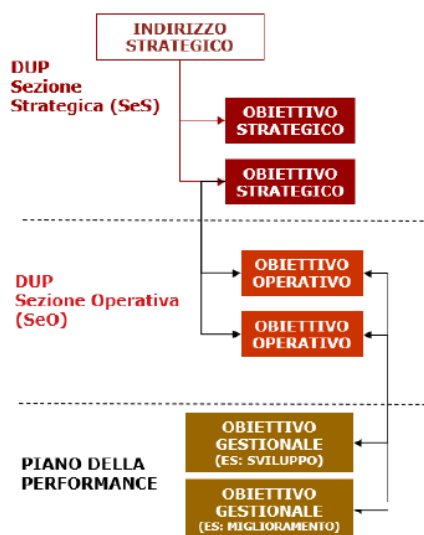 INDIRIZZO
STRATEGICO
DUP
Sezione
Strategica (SeS)
OBIETTIVO
STRATEGICO
OBIETTIVO
STRATEGICO
DUP
Sezione Operativa
(SeO)
OBIETTIVO
OPERATIVO
OBIETTIVO
OPERATIVO
PIANO DELLA
PERFORMANCE
OBIETTIVO
GESTIONALE
(ES: SVILUPPO)
OBIETTIVO
GESTIONALE
(ES: MIGLIORAMENTO)